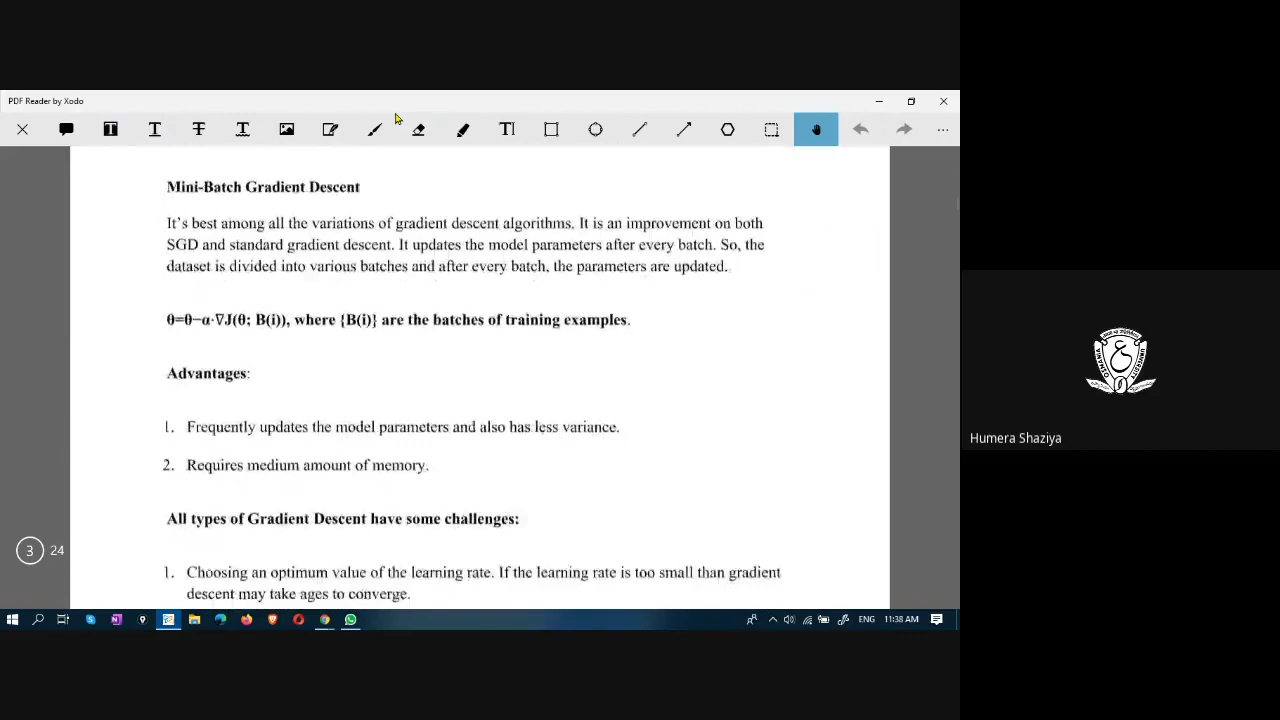 PDF Reader by Xodo
Mini-Batch Gradient Descent
It's best among all the variations of gradient descent algorithms. It is an improvement on both
SGD and standard gradient descent. It updates the model parameters after every batch. So, the
dataset is divided into various batches and after every batch, the parameters are updated.
θ=θ−α·∇J(θ; B(i)), where {B(i)} are the batches of training examples.
Advantages:
1. Frequently updates the model parameters and also has less variance.
2. Requires medium amount of memory.
All types of Gradient Descent have some challenges:
1. Choosing an optimum value of the learning rate. If the learning rate is too small than gradient
descent may take ages to converge.
3 24
ENG 11:38 AM
OSMANIA UNIVERSITY
Humera Shaziya